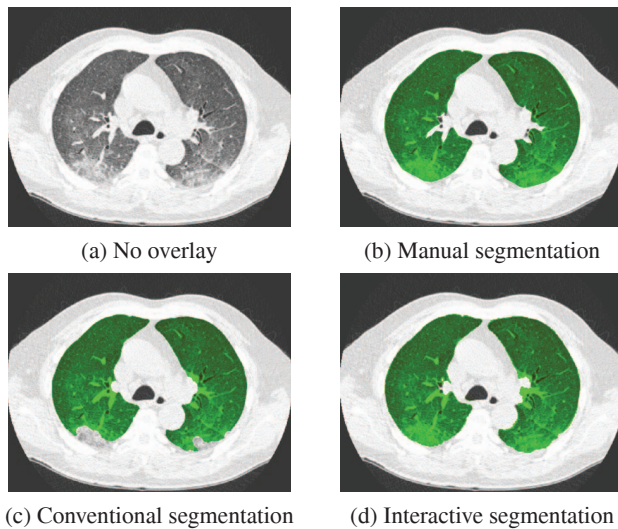 (a) No overlay
(b) Manual segmentation
(c) Conventional segmentation
(d) Interactive segmentation